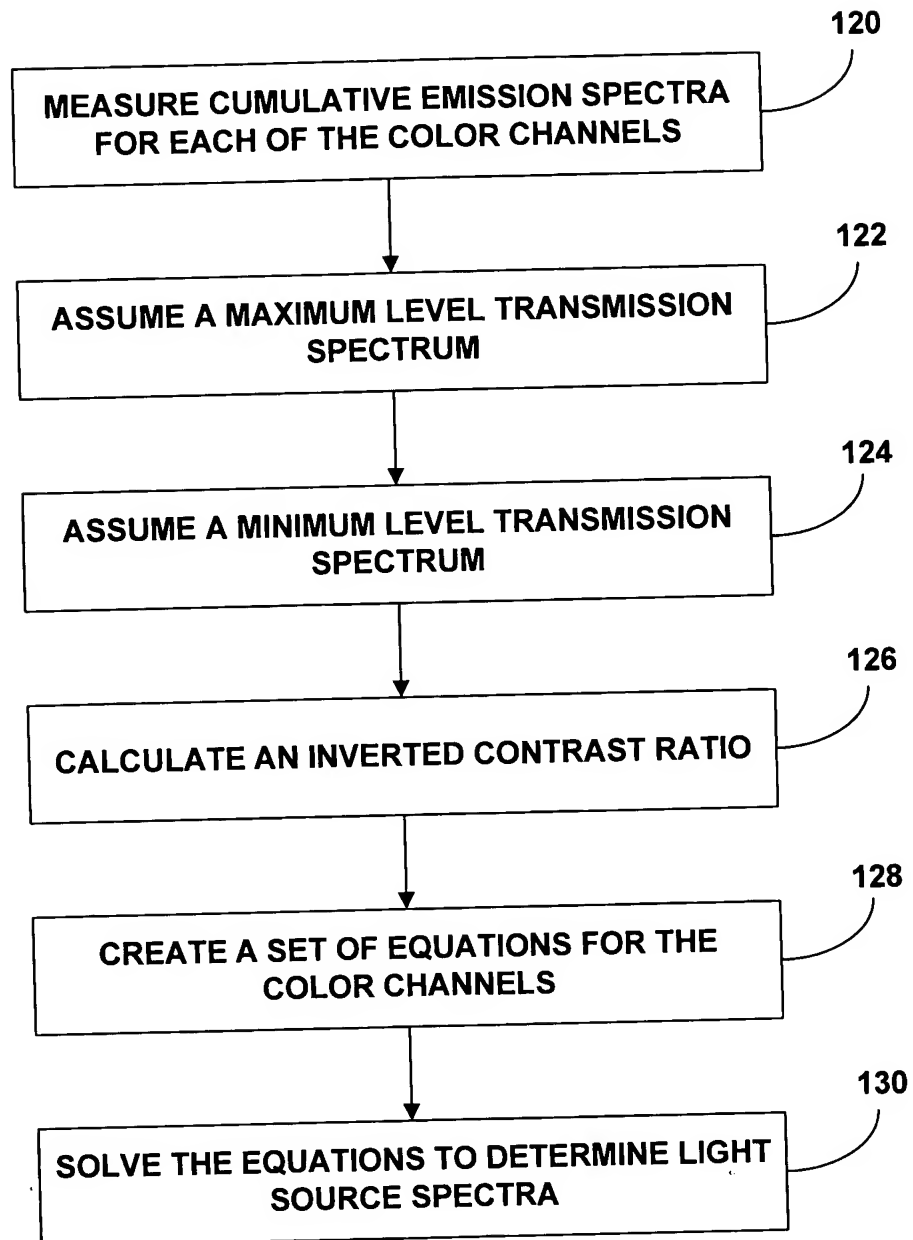 120
MEASURE CUMULATIVE EMISSION SPECTRA
FOR EACH OF THE COLOR CHANNELS
122
ASSUME A MAXIMUM LEVEL TRANSMISSION
SPECTRUM
124
ASSUME A MINIMUM LEVEL TRANSMISSION
SPECTRUM
126
CALCULATE AN INVERTED CONTRAST RATIO
128
CREATE A SET OF EQUATIONS FOR THE
COLOR CHANNELS
130
SOLVE THE EQUATIONS TO DETERMINE LIGHT
SOURCE SPECTRA